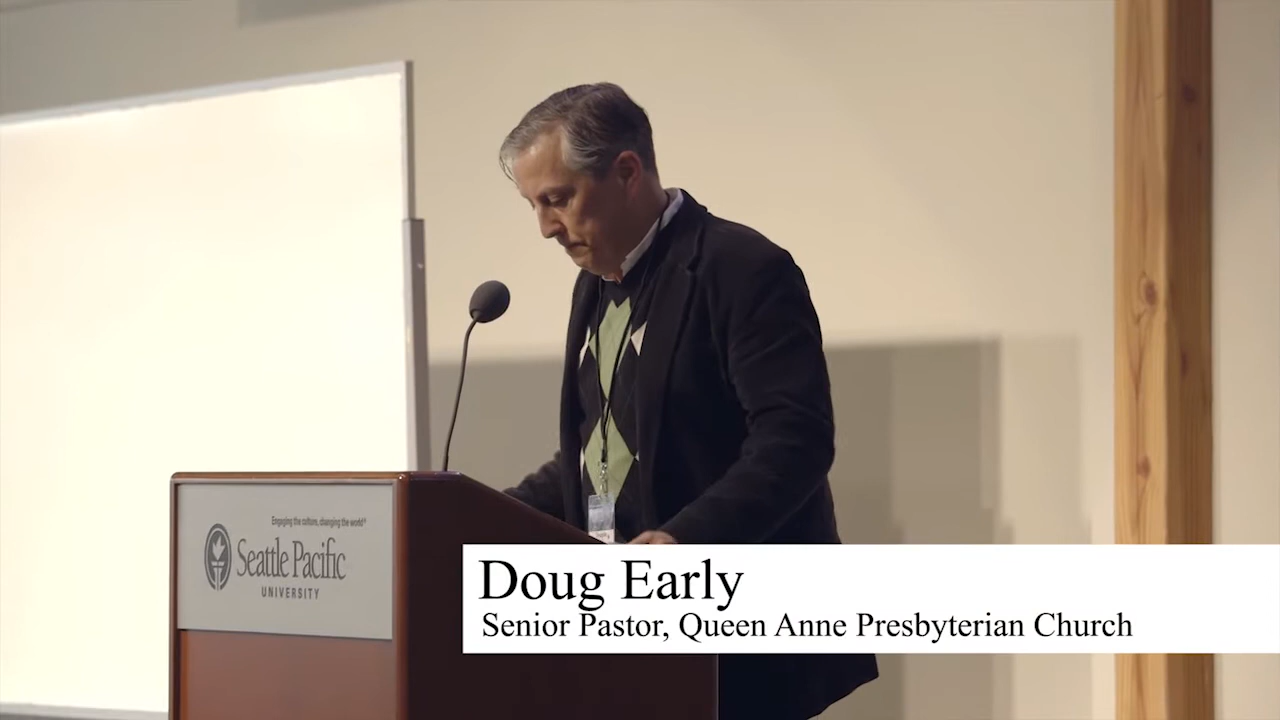 Engaging the culture, changing the world®
Seattle Pacific
UNIVERSITY
Doug Early
Senior Pastor, Queen Anne Presbyterian Church